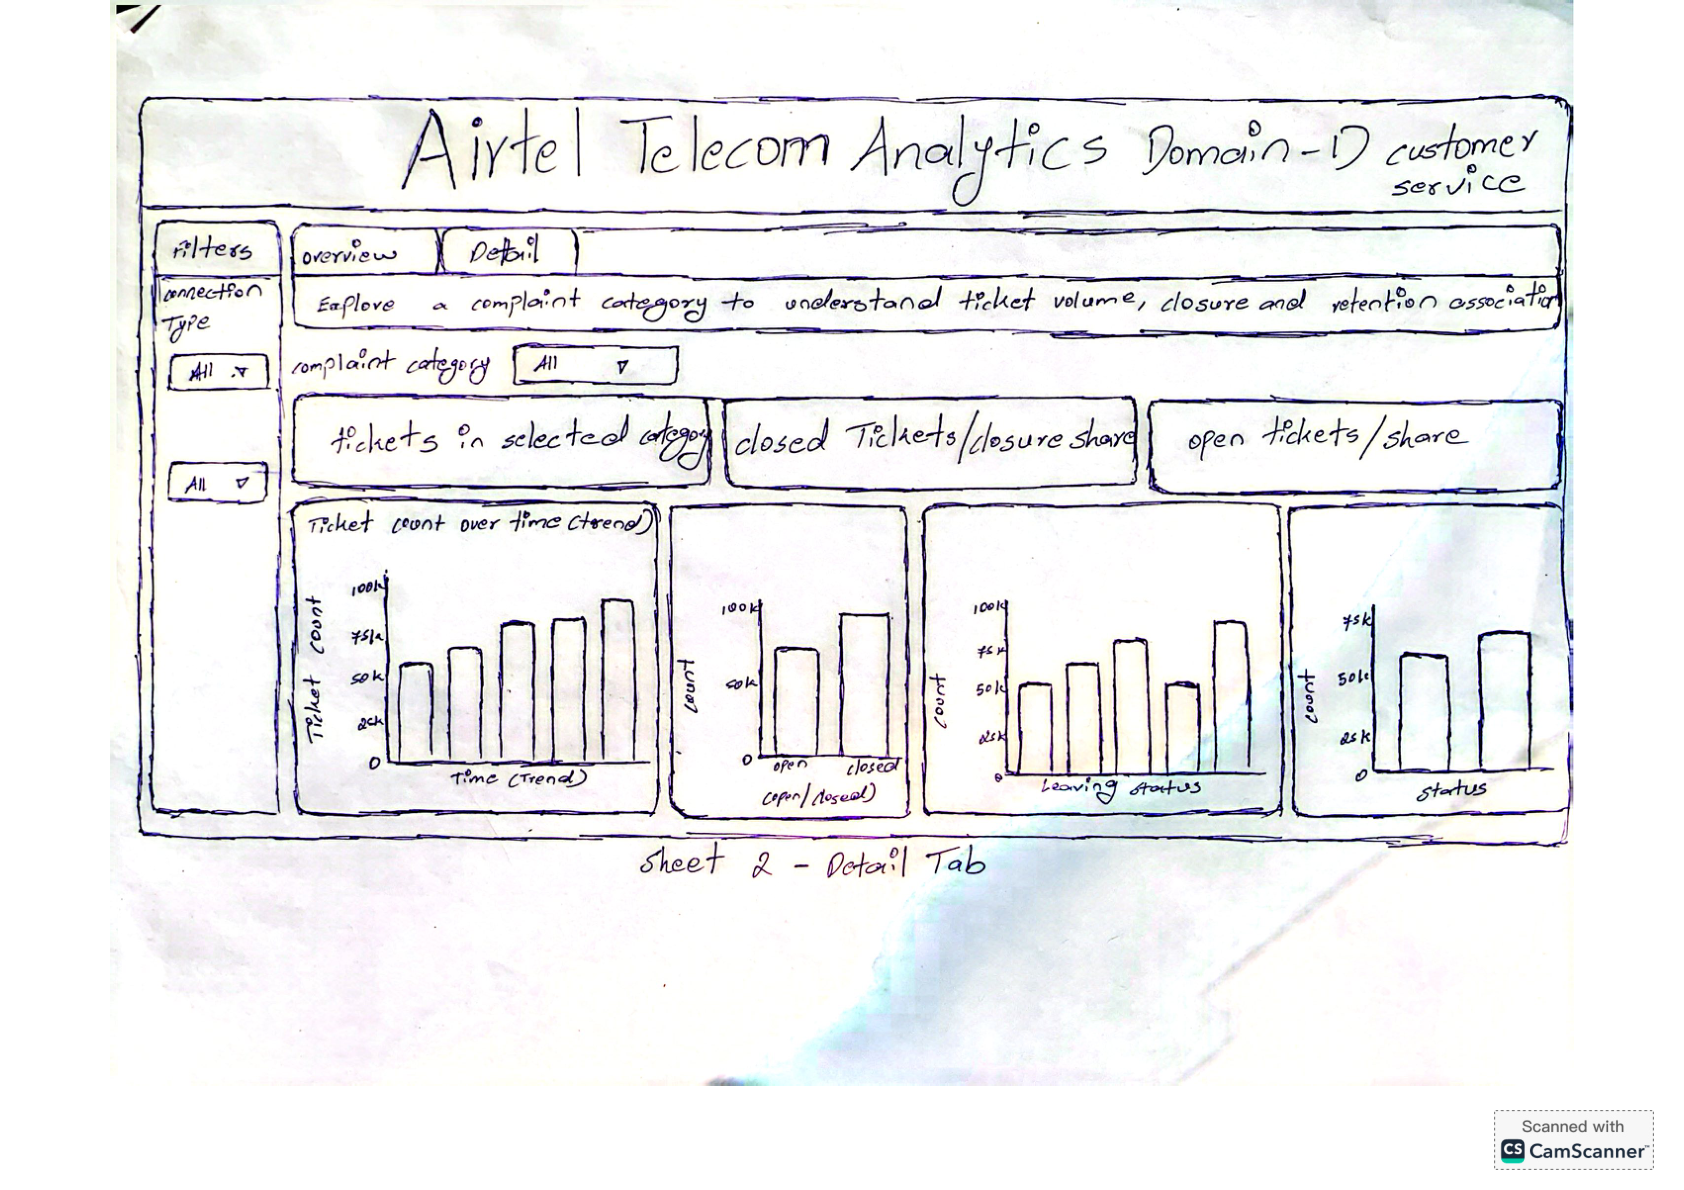 Airtel Telecom Analytics Domain-D customer
service
Filters
overview
Detail
connection
Type
All
All
Explore a complaint category to understand ticket volume, closure and retention association
complaint category
All
tickets in selected category
closed Tickets/closure share
open tickets/share
Ticket count over time (trend)
Ticket count
100k
75k
50k
25k
0
Time (Trend)
count
100k
50k
0
open
closed
(open/closed)
count
100k
75k
50k
25k
0
Leaving status
count
75k
50k
25k
0
status
Sheet 2 - Detail Tab
Scanned with
CS CamScanner